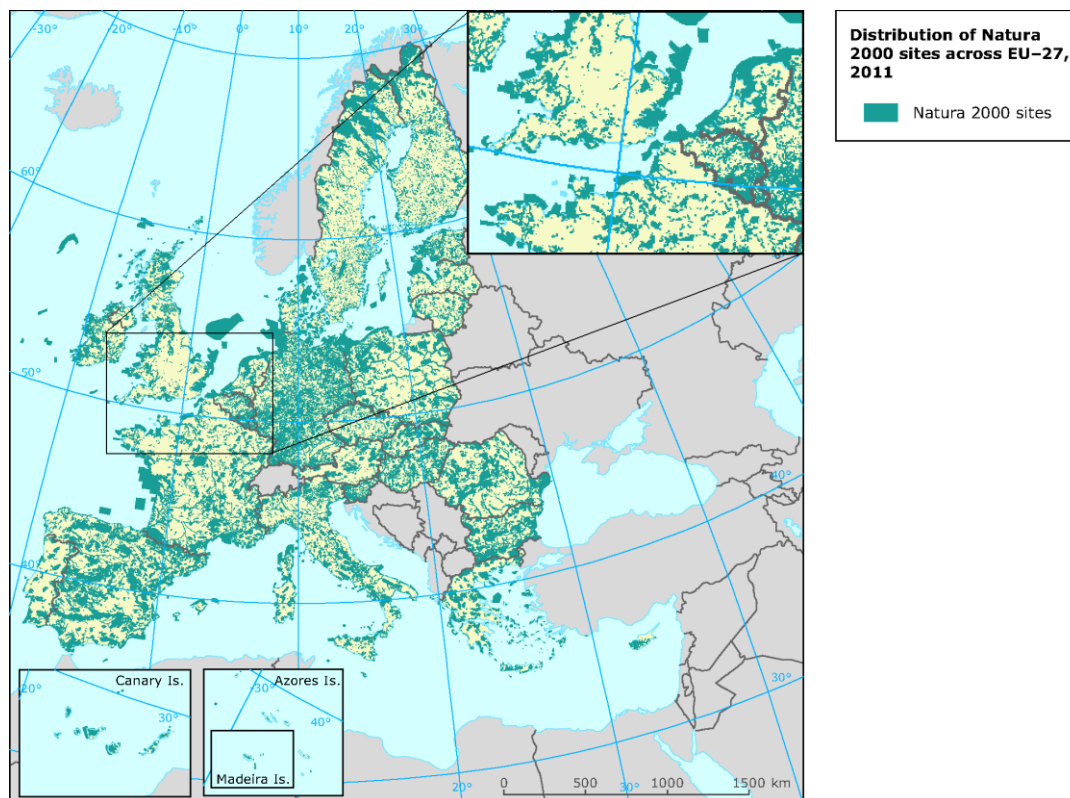 -30°
-20°
-10°
0°
10°
20°
30°
60°
50°
40°
40°
30°
20°
Canary Is.
20°
30°
Azores Is.
30°
40°
Madeira Is.
0 500 1000 1500 km
Distribution of Natura
2000 sites across EU–27,
2011
Natura 2000 sites